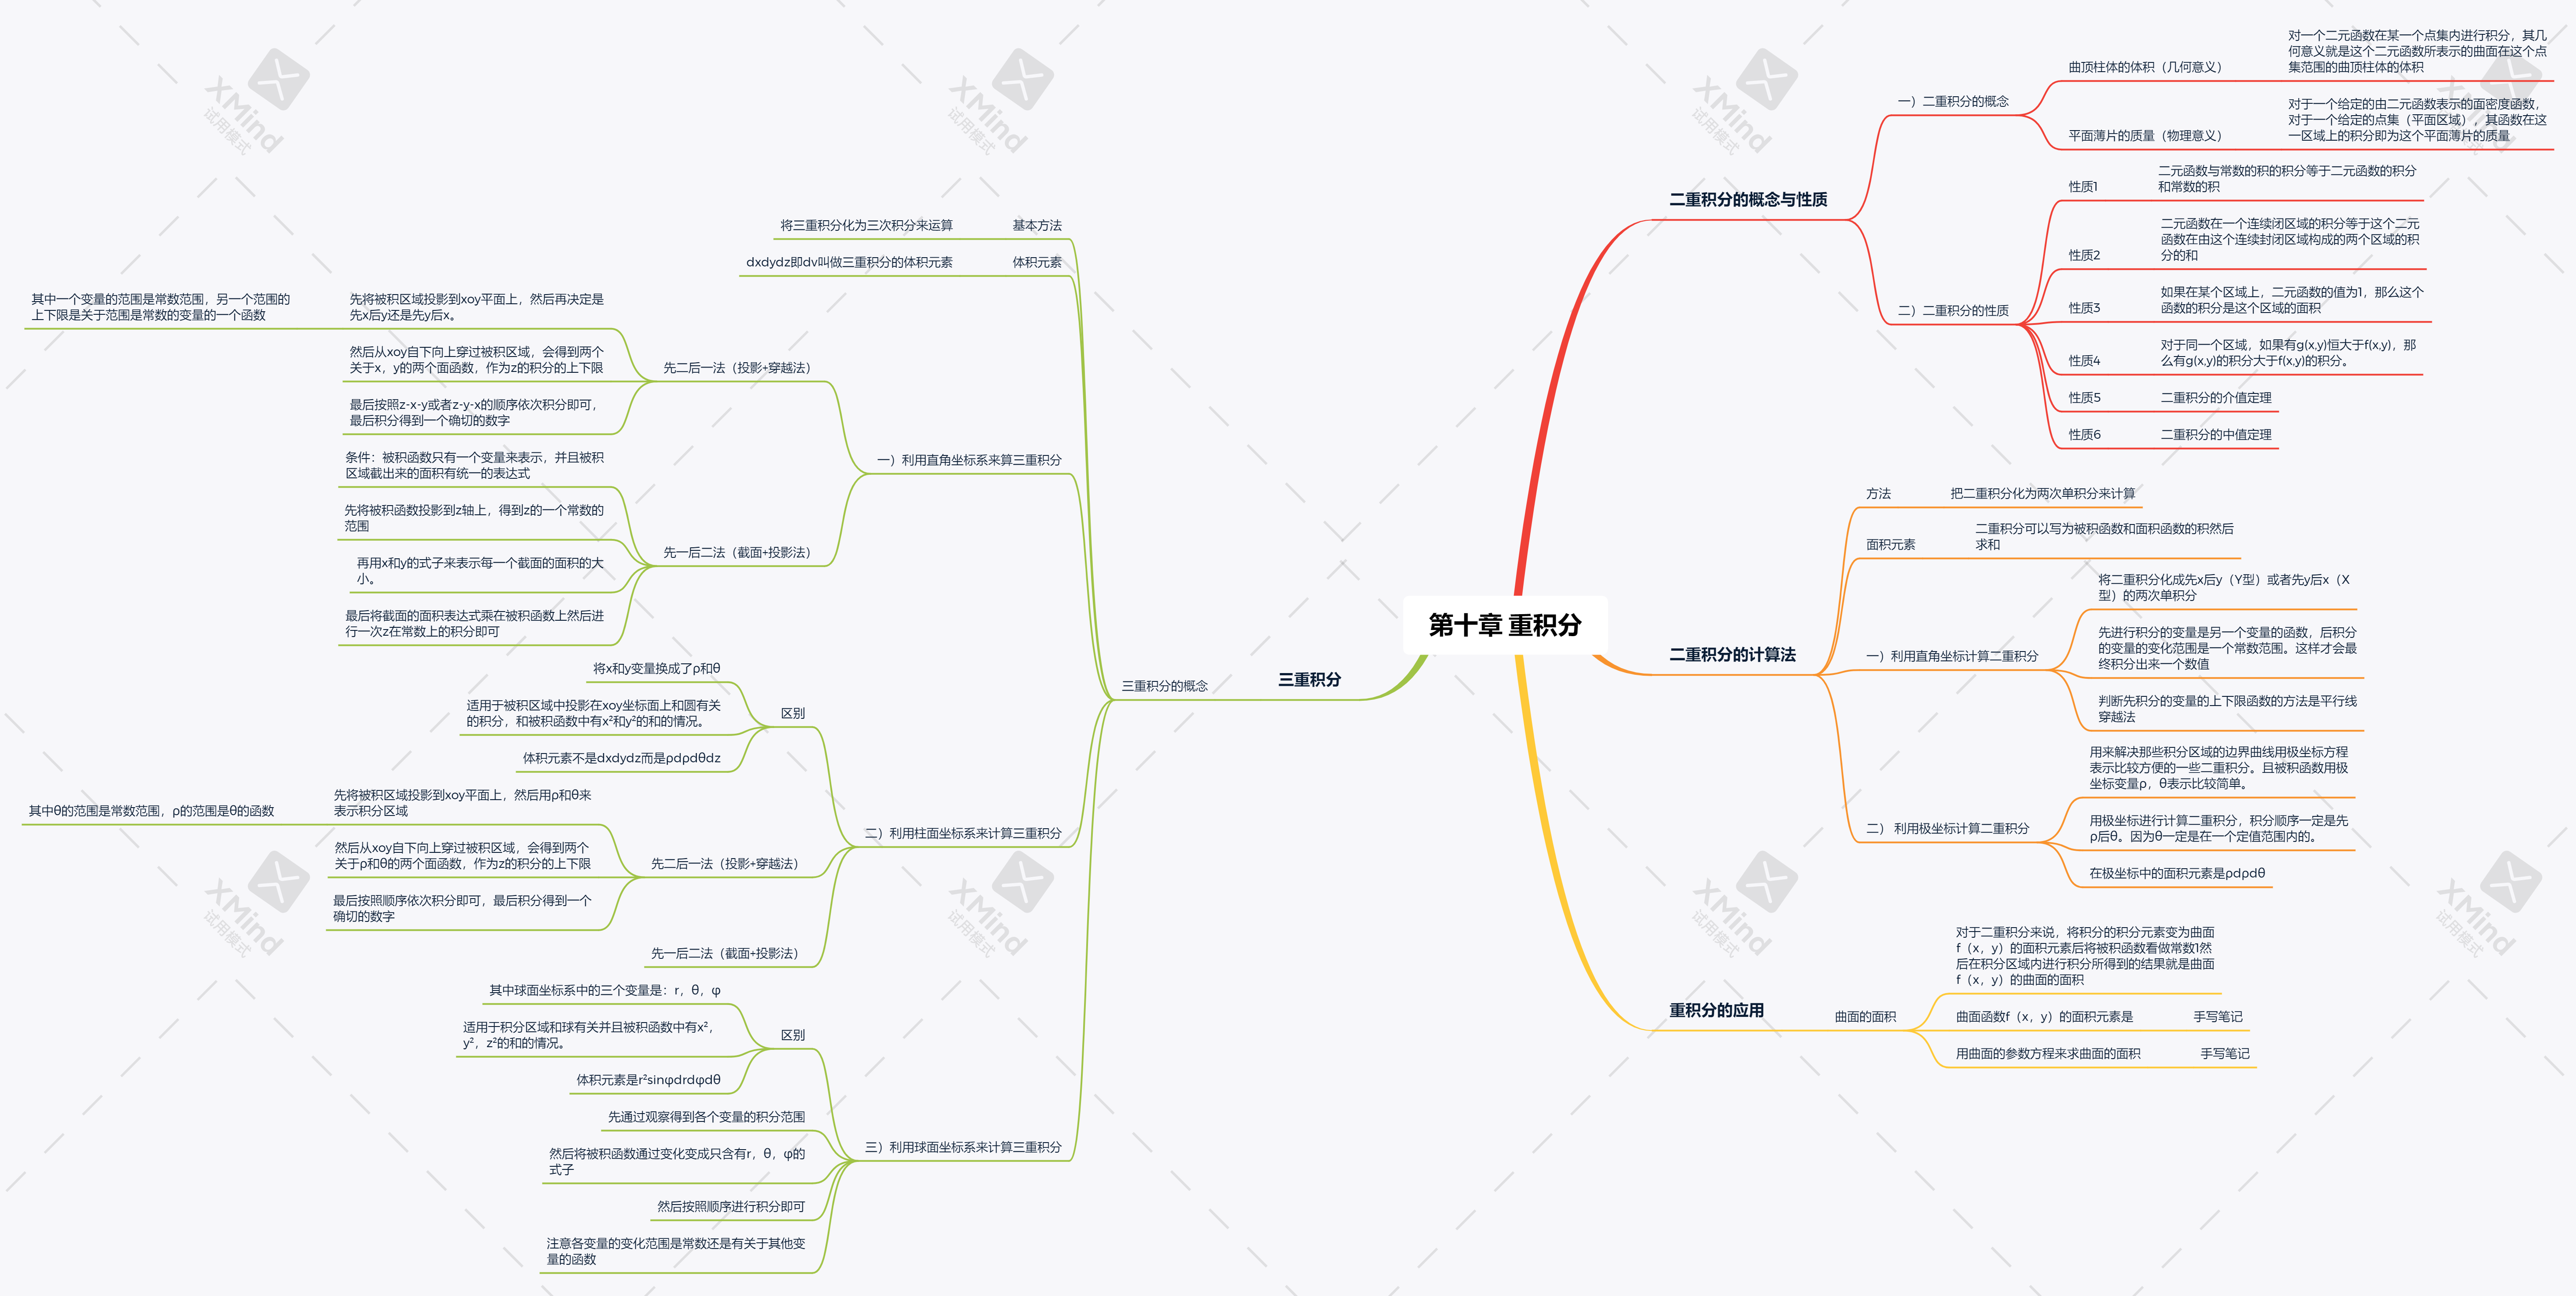 第十章 重积分
二重积分的概念与性质
一）二重积分的概念
曲顶柱体的体积（几何意义）
对一个二元函数在某一个点集内进行积分，其几
何意义就是这个二元函数所表示的曲面在这个点
集范围的曲顶柱体的体积
平面薄片的质量（物理意义）
对于一个给定的由二元函数表示的面密度函数，
对于一个给定的点集（平面区域），其函数在这
一区域上的积分即为这个平面薄片的质量
二）二重积分的性质
性质1
二元函数与常数的积的积分等于二元函数的积分
和常数的积
性质2
二元函数在一个连续闭区域的积分等于这个二元
函数在由这个连续封闭区域构成的两个区域的积
分的和
性质3
如果在某个区域上，二元函数的值为1，那么这个
函数的积分是这个区域的面积
性质4
对于同一个区域，如果有g(x,y)恒大于f(x,y)，那
么有g(x,y)的积分大于f(x,y)的积分。
性质5
二重积分的介值定理
性质6
二重积分的中值定理
二重积分的计算法
方法
把二重积分化为两次单积分来计算
面积元素
二重积分可以写为被积函数和面积函数的积然后
求和
一）利用直角坐标计算二重积分
将二重积分化成先x后y（Y型）或者先y后x（X
型）的两次单积分
先进行积分的变量是另一个变量的函数，后积分
的变量的变化范围是一个常数范围。这样才会最
终积分出来一个数值
判断先积分的变量的上下限函数的方法是平行线
穿越法
二） 利用极坐标计算二重积分
用来解决那些积分区域的边界曲线用极坐标方程
表示比较方便的一些二重积分。且被积函数用极
坐标变量ρ，θ表示比较简单。
用极坐标进行计算二重积分，积分顺序一定是先
ρ后θ。因为θ一定是在一个定值范围内的。
在极坐标中的面积元素是ρdρdθ
重积分的应用
曲面的面积
对于二重积分来说，将积分的积分元素变为曲面
f（x，y）的面积元素后将被积函数看做常数1然
后在积分区域内进行积分所得到的结果就是曲面
f（x，y）的曲面的面积
曲面函数f（x，y）的面积元素是
手写笔记
用曲面的参数方程来求曲面的面积
手写笔记
三重积分
三重积分的概念
基本方法
将三重积分化为三次积分来运算
体积元素
dxdydz即dv叫做三重积分的体积元素
一）利用直角坐标系来算三重积分
先二后一法（投影+穿越法）
先将被积区域投影到xoy平面上，然后再决定是
先x后y还是先y后x。
其中一个变量的范围是常数范围，另一个范围的
上下限是关于范围是常数的变量的一个函数
然后从xoy自下向上穿过被积区域，会得到两个
关于x，y的两个面函数，作为z的积分的上下限
最后按照z-x-y或者z-y-x的顺序依次积分即可，
最后积分得到一个确切的数字
先一后二法（截面+投影法）
条件：被积函数只有一个变量来表示，并且被积
区域截出来的面积有统一的表达式
先将被积函数投影到z轴上，得到z的一个常数的
范围
再用x和y的式子来表示每一个截面的面积的大
小。
最后将截面的面积表达式乘在被积函数上然后进
行一次z在常数上的积分即可
二）利用柱面坐标系来计算三重积分
区别
将x和y变量换成了ρ和θ
适用于被积区域中投影在xoy坐标面上和圆有关
的积分，和被积函数中有x²和y²的和的情况。
体积元素不是dxdydz而是ρdρdθdz
先二后一法（投影+穿越法）
先将被积区域投影到xoy平面上，然后用ρ和θ来
表示积分区域
其中θ的范围是常数范围，ρ的范围是θ的函数
然后从xoy自下向上穿过被积区域，会得到两个
关于ρ和θ的两个面函数，作为z的积分的上下限
最后按照顺序依次积分即可，最后积分得到一个
确切的数字
先一后二法（截面+投影法）
三）利用球面坐标系来计算三重积分
区别
其中球面坐标系中的三个变量是：r，θ，φ
适用于积分区域和球有关并且被积函数中有x²，
y²，z²的和的情况。
体积元素是r²sinφdrdφdθ
先通过观察得到各个变量的积分范围
然后将被积函数通过变化变成只含有r，θ，φ的
式子
然后按照顺序进行积分即可
注意各变量的变化范围是常数还是有关于其他变
量的函数
XMind
试用模式
XMind
试用模式
XMind
试用模式
XMind
试用模式
XMind
试用模式
XMind
试用模式
XMind
试用模式
XMind
试用模式